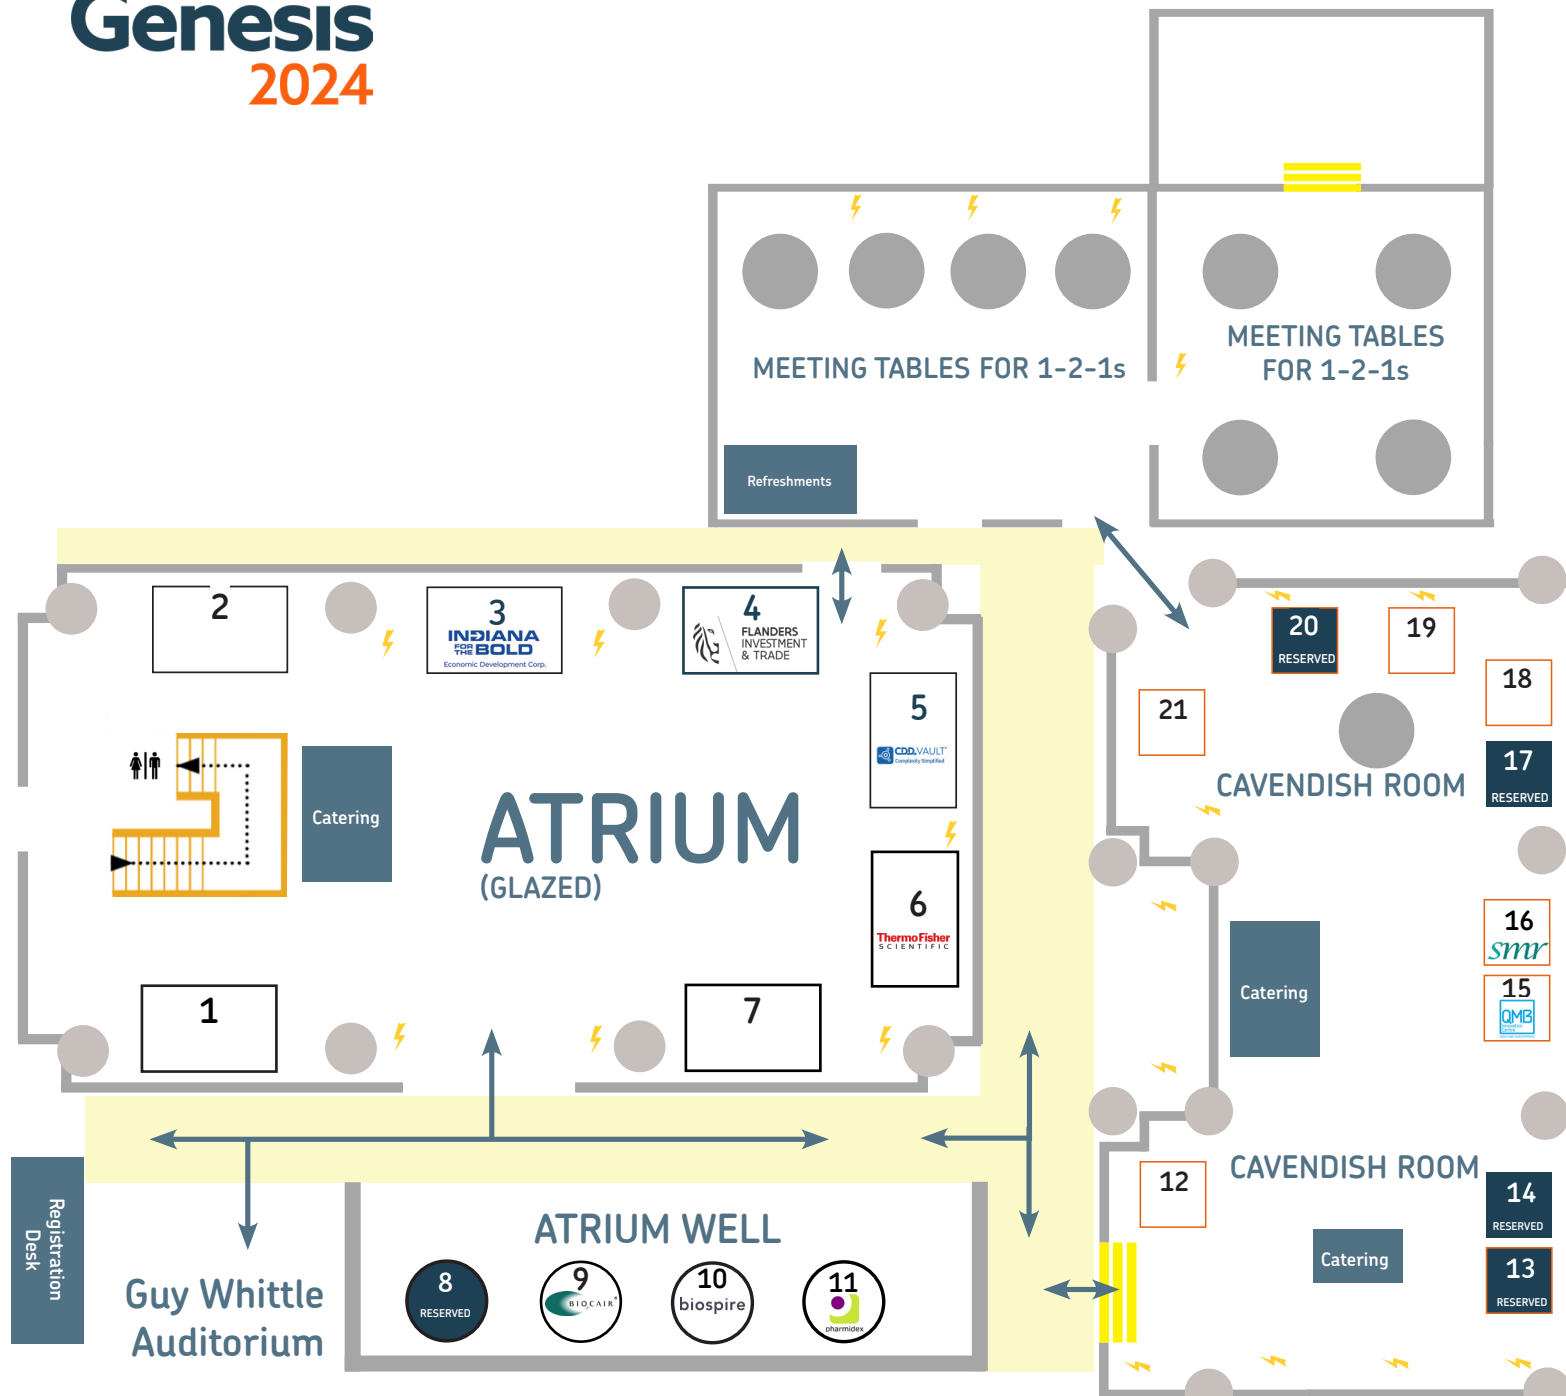 Genesis
2024
MEETING TABLES FOR 1-2-1s
MEETING TABLES
FOR 1-2-1s
Refreshments
2
3
INDIANA
FOR THE BOLD
Economic Development Corp.
4
FLANDERS
INVESTMENT
& TRADE
5
CDD VAULT
Complexity Simplified
6
ThermoFisher
SCIENTIFIC
Catering
ATRIUM
(GLAZED)
1
7
20
RESERVED
19
18
21
17
RESERVED
CAVENDISH ROOM
16
smr
15
QMB
Innovation
Centre
Catering
CAVENDISH ROOM
12
14
RESERVED
Catering
13
RESERVED
Registration
Desk
Guy Whittle
Auditorium
ATRIUM WELL
8
RESERVED
9
BIOCAIR
10
biospire
11
pharmidex